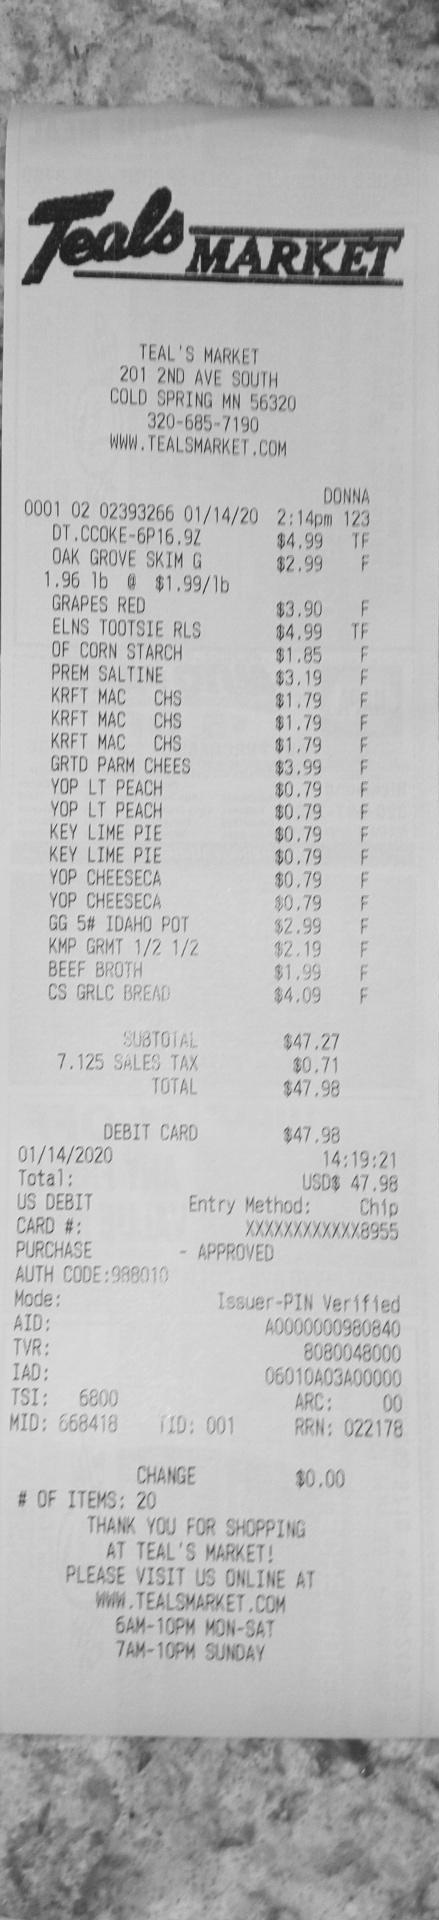 Teals MARKET
TEAL'S MARKET
201 2ND AVE SOUTH
COLD SPRING MN 56320
320-685-7190
WWW.TEALSMARKET.COM
DONNA
0001 02 02393266 01/14/20 2:14pm 123
DT.CCOKE-6P16.9Z $4.99 TF
OAK GROVE SKIM G $2.99 F
1.96 lb @ $1.99/lb
GRAPES RED $3.90 F
ELNS TOOTSIE RLS $4.99 TF
OF CORN STARCH $1.85 F
PREM SALTINE $3.19 F
KRFT MAC CHS $1.79 F
KRFT MAC CHS $1.79 F
KRFT MAC CHS $1.79 F
GRTD PARM CHEES $3.99 F
YOP LT PEACH $0.79 F
YOP LT PEACH $0.79 F
KEY LIME PIE $0.79 F
KEY LIME PIE $0.79 F
YOP CHEESECA $0.79 F
YOP CHEESECA $0.79 F
GG 5# IDAHO POT $2.99 F
KMP GRMT 1/2 1/2 $2.19 F
BEEF BROTH $1.99 F
CS GRLC BREAD $4.09 F
SUBTOTAL $47.27
7.125 SALES TAX $0.71
TOTAL $47.98
DEBIT CARD $47.98
01/14/2020 14:19:21
Total: USD$ 47.98
US DEBIT Entry Method: Chip
CARD #: XXXXXXXXXXXX8955
PURCHASE - APPROVED
AUTH CODE:988010
Mode: Issuer-PIN Verified
AID: A0000000980840
TVR: 8080048000
IAD: 06010A03A00000
TSI: 6800 ARC: 00
MID: 668418 TID: 001 RRN: 022178
CHANGE $0.00
# OF ITEMS: 20
THANK YOU FOR SHOPPING
AT TEAL'S MARKET!
PLEASE VISIT US ONLINE AT
WWW.TEALSMARKET.COM
6AM-10PM MON-SAT
7AM-10PM SUNDAY